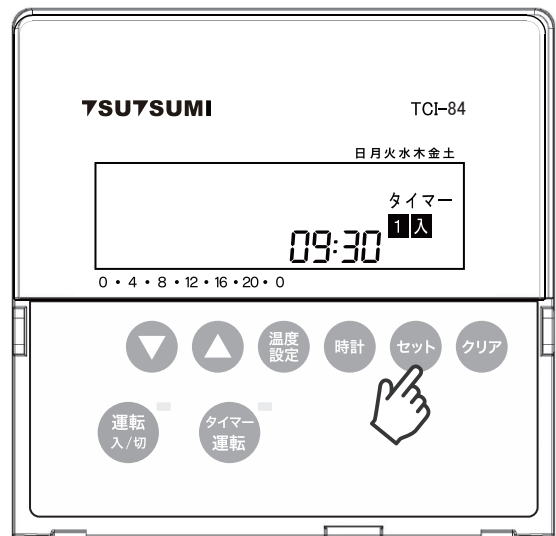 TSUTSUMI
TCI-84
日月火水木金土
タイマー
1入
09:30
0・4・8・12・16・20・0
温度
設定
時計
セット
クリア
運転
入/切
タイマー
運転